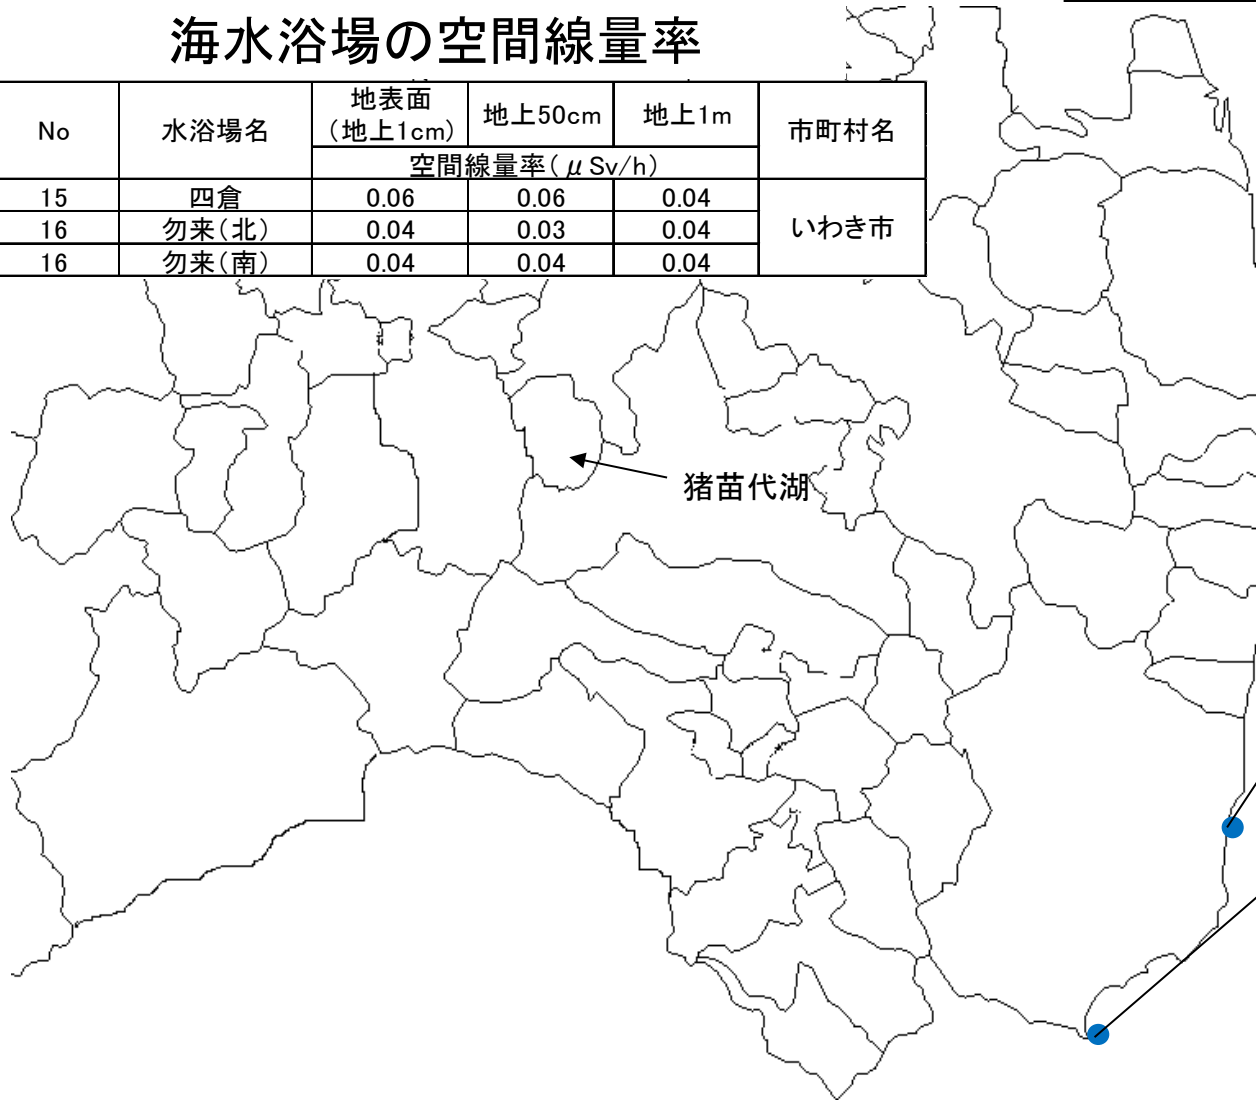 海水浴場の空間線量率
No 水浴場名 地表面（地上1cm） 地上50cm 地上1m 市町村名
空間線量率（μSv/h）
15 四倉 0.06 0.06 0.04 いわき市
16 勿来（北） 0.04 0.03 0.04
16 勿来（南） 0.04 0.04 0.04
猪苗代湖